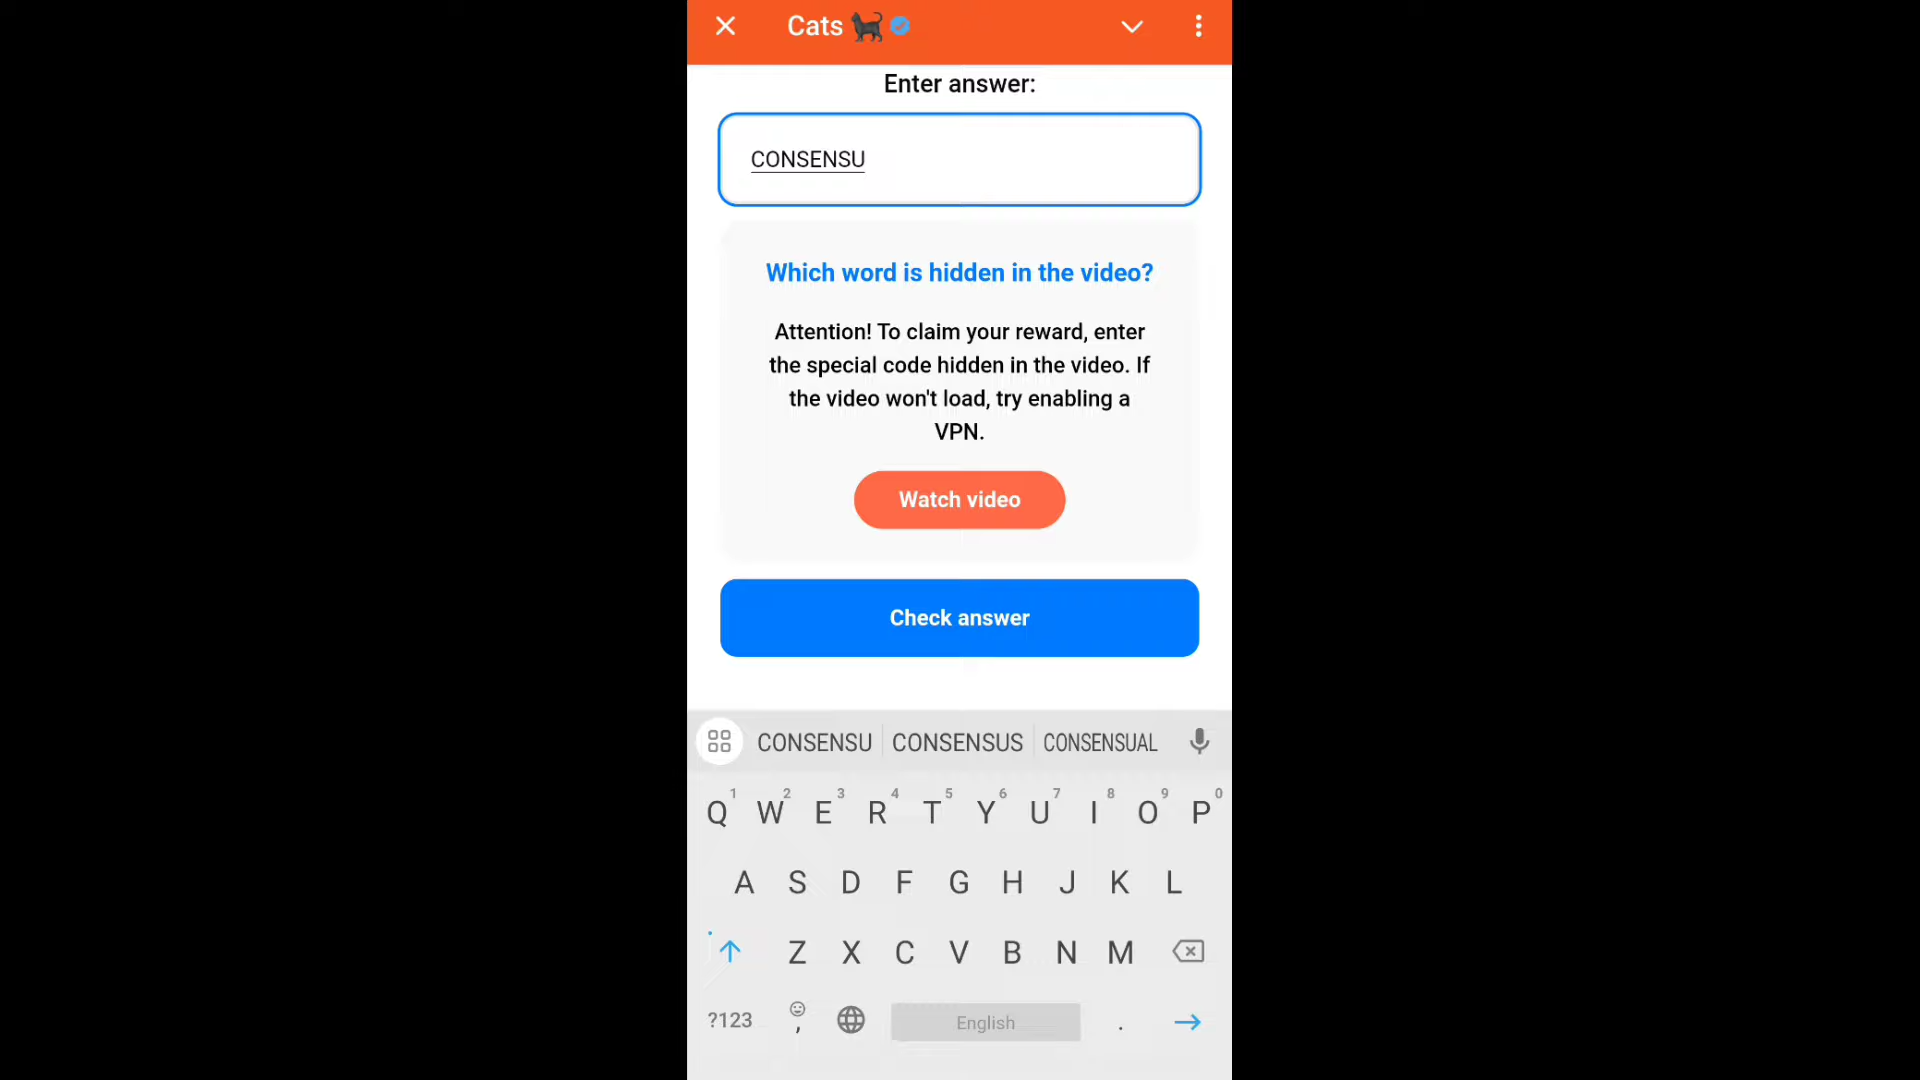 Cats
Enter answer:
CONSENSU
Which word is hidden in the video?
Attention! To claim your reward, enter
the special code hidden in the video. If
the video won't load, try enabling a
VPN.
Watch video
Check answer
CONSENSU CONSENSUS CONSENSUAL
1 2 3 4 5 6 7 8 9 0
Q W E R T Y U I O P
A S D F G H J K L
Z X C V B N M
?123 , English .